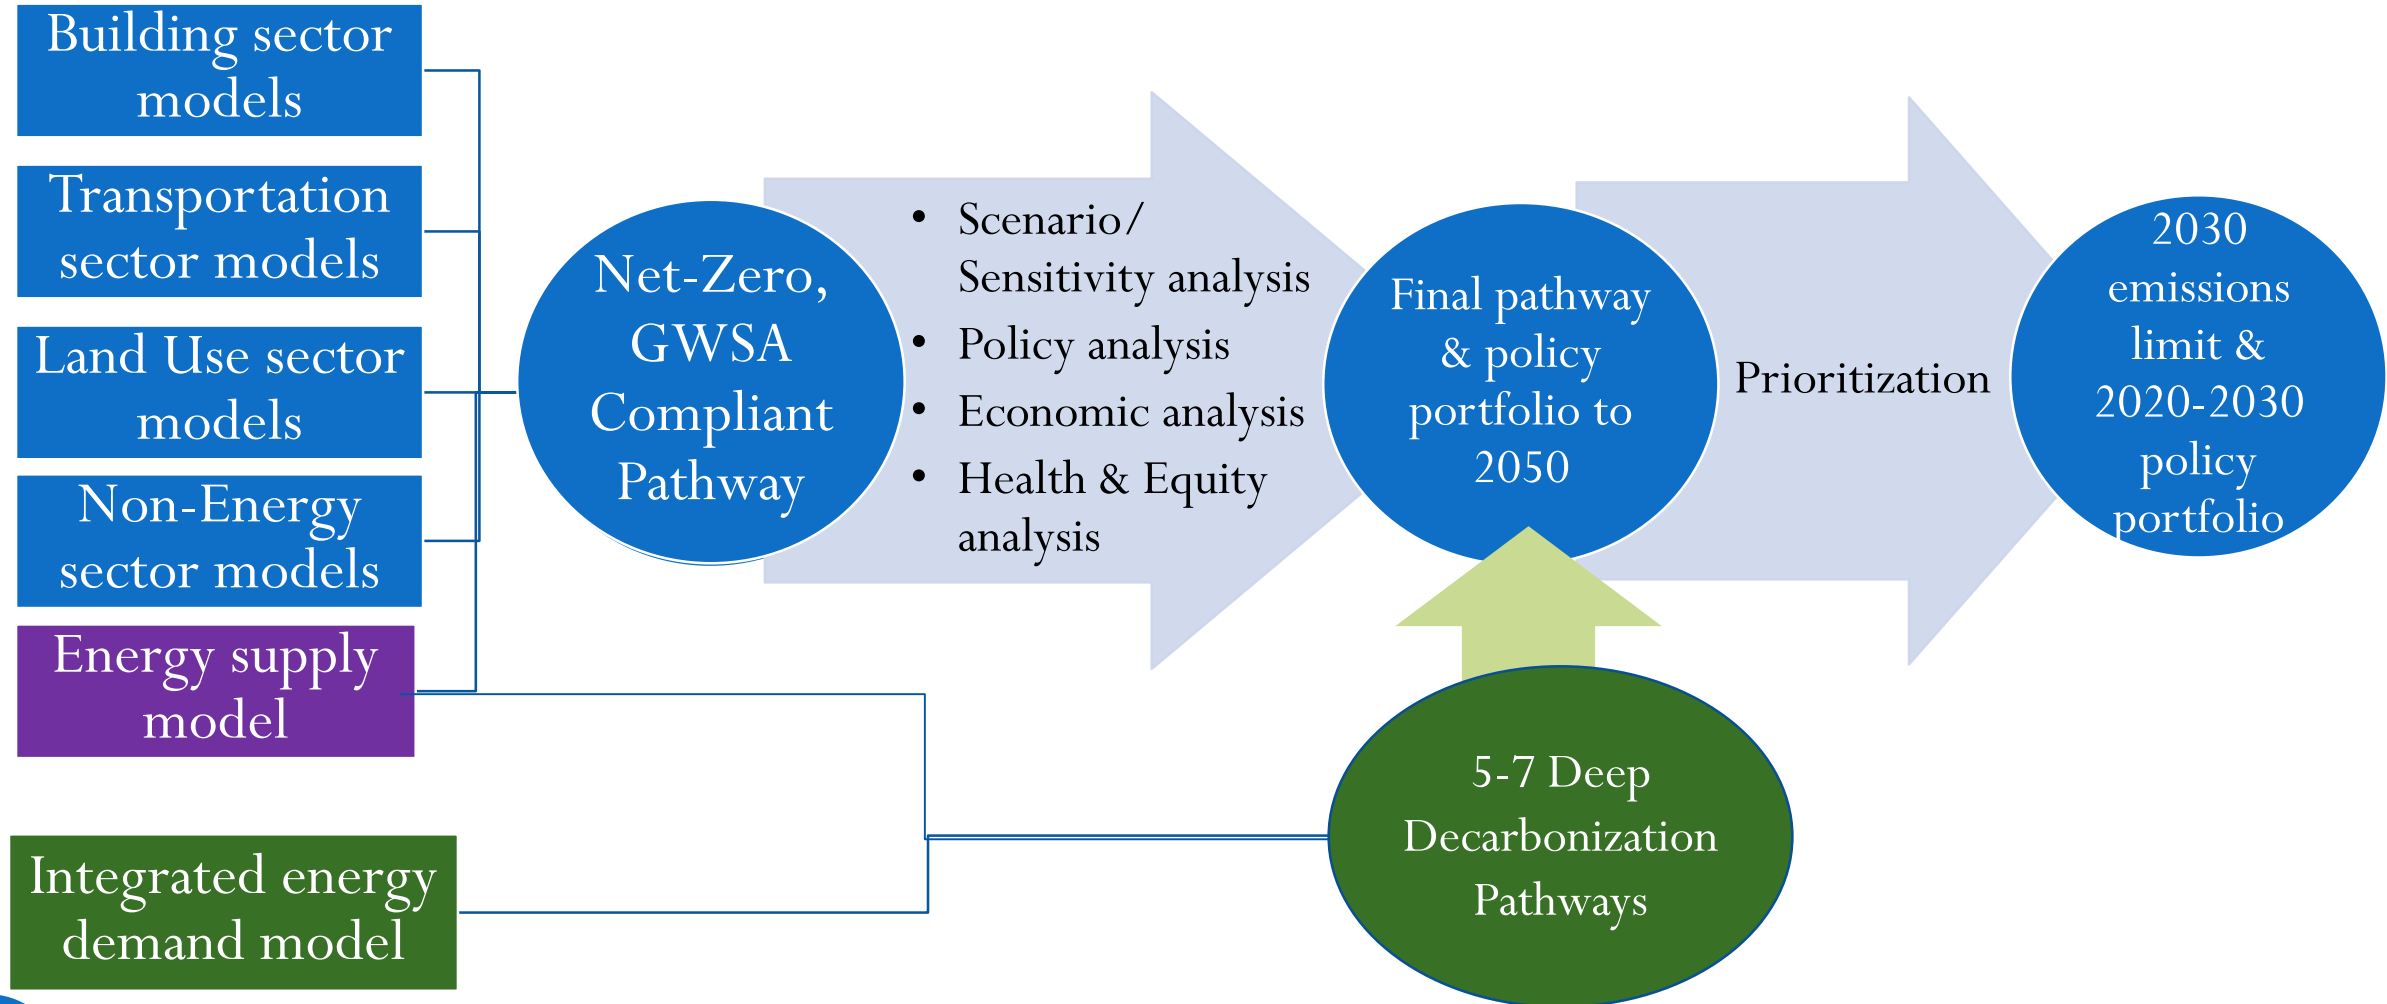 Building sector
models
Transportation
sector models
Land Use sector
models
Non-Energy
sector models
Energy supply
model
Integrated energy
demand model
Net-Zero,
GWSA
Compliant
Pathway
• Scenario/
Sensitivity analysis
• Policy analysis
• Economic analysis
• Health & Equity
analysis
Final pathway
& policy
portfolio to
2050
Prioritization
2030
emissions
limit &
2020-2030
policy
portfolio
5-7 Deep
Decarbonization
Pathways